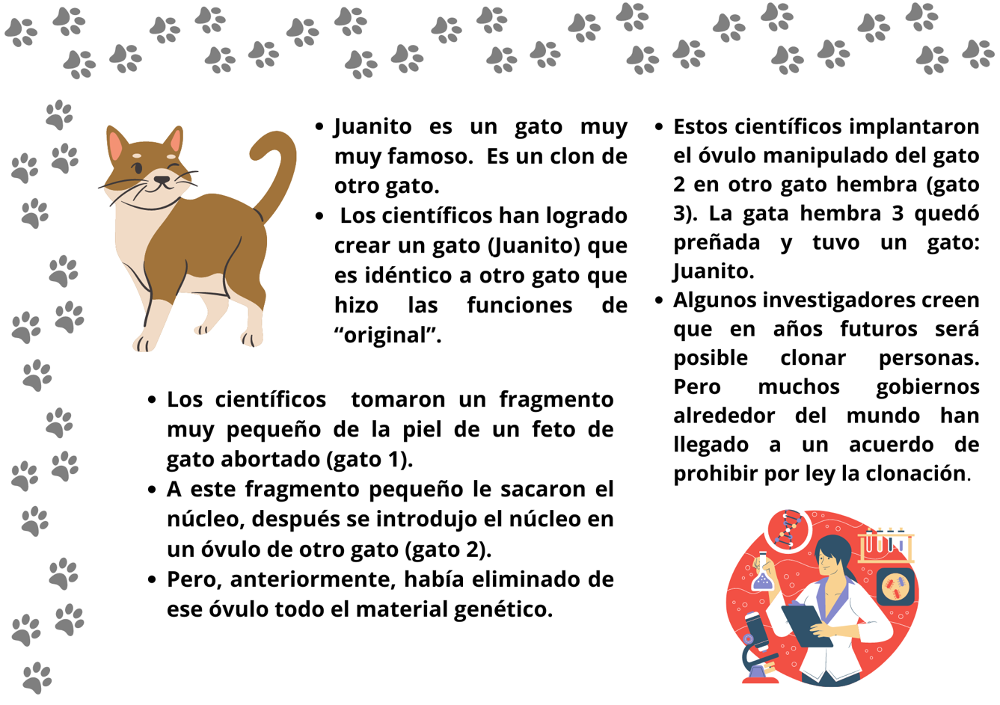 Juanito es un gato muy
muy famoso. Es un clon de
otro gato.
Los científicos han logrado
crear un gato (Juanito) que
es idéntico a otro gato que
hizo las funciones de
“original”.
Los científicos tomaron un fragmento
muy pequeño de la piel de un feto de
gato abortado (gato 1).
A este fragmento pequeño le sacaron el
núcleo, después se introdujo el núcleo en
un óvulo de otro gato (gato 2).
Pero, anteriormente, había eliminado de
ese óvulo todo el material genético.
Estos científicos implantaron
el óvulo manipulado del gato
2 en otro gato hembra (gato
3). La gata hembra 3 quedó
preñada y tuvo un gato:
Juanito.
Algunos investigadores creen
que en años futuros será
posible clonar personas.
Pero muchos gobiernos
alrededor del mundo han
llegado a un acuerdo de
prohibir por ley la clonación.